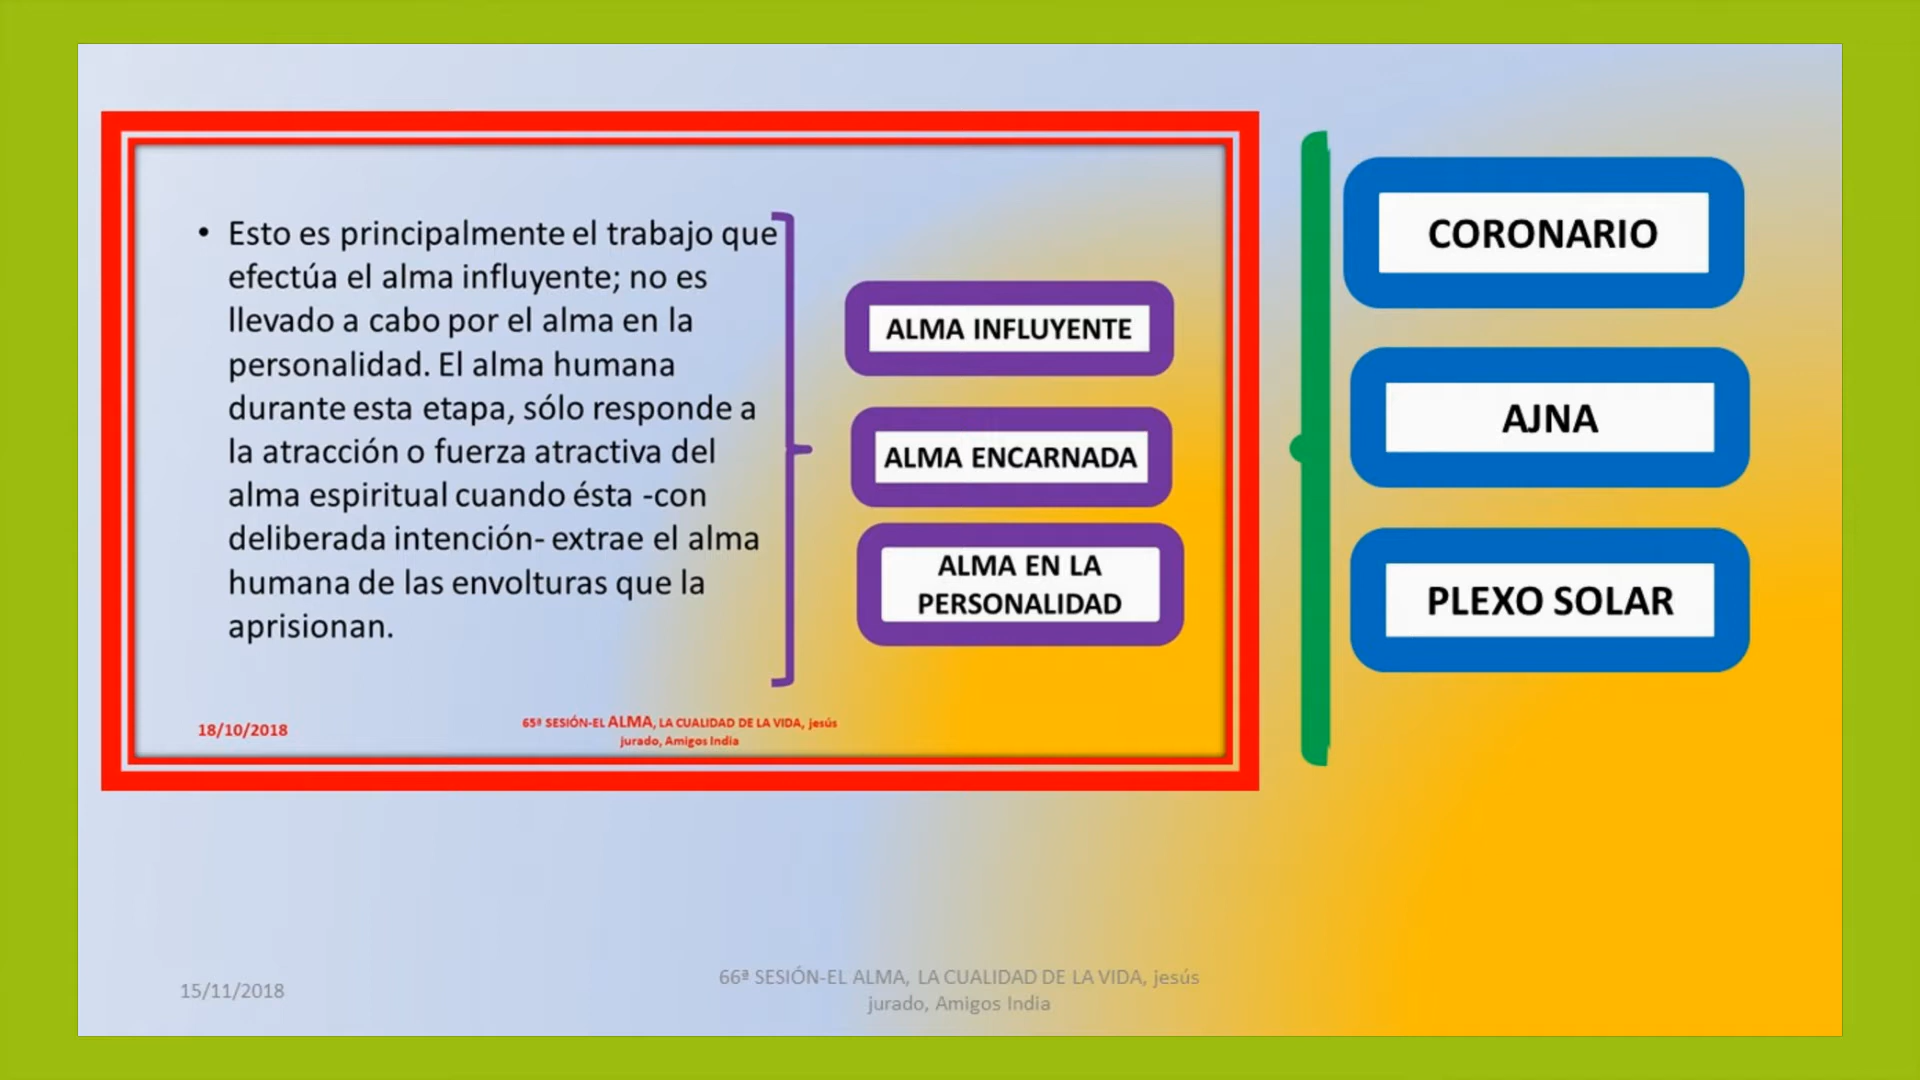 • Esto es principalmente el trabajo que
efectúa el alma influyente; no es
llevado a cabo por el alma en la
personalidad. El alma humana
durante esta etapa, sólo responde a
la atracción o fuerza atractiva del
alma espiritual cuando ésta -con
deliberada intención- extrae el alma
humana de las envolturas que la
aprisionan.
ALMA INFLUYENTE
ALMA ENCARNADA
ALMA EN LA
PERSONALIDAD
18/10/2018
65ª SESIÓN-EL ALMA, LA CUALIDAD DE LA VIDA, jesús
jurado, Amigos India
CORONARIO
AJNA
PLEXO SOLAR
15/11/2018
66ª SESIÓN-EL ALMA, LA CUALIDAD DE LA VIDA, jesús
jurado, Amigos India